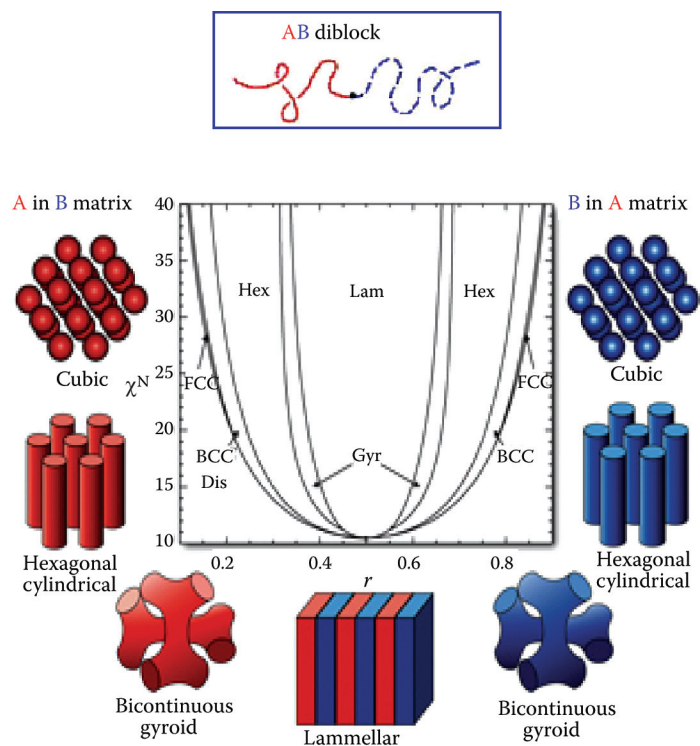 AB diblock
A in B matrix
B in A matrix
40
35
30
25
20
15
10
χN
Hex
Lam
Hex
FCC
FCC
BCC
BCC
Dis
Gyr
0.2
0.4
0.6
0.8
r
Cubic
Cubic
Hexagonal
cylindrical
Hexagonal
cylindrical
Bicontinuous
gyroid
Lammellar
Bicontinuous
gyroid